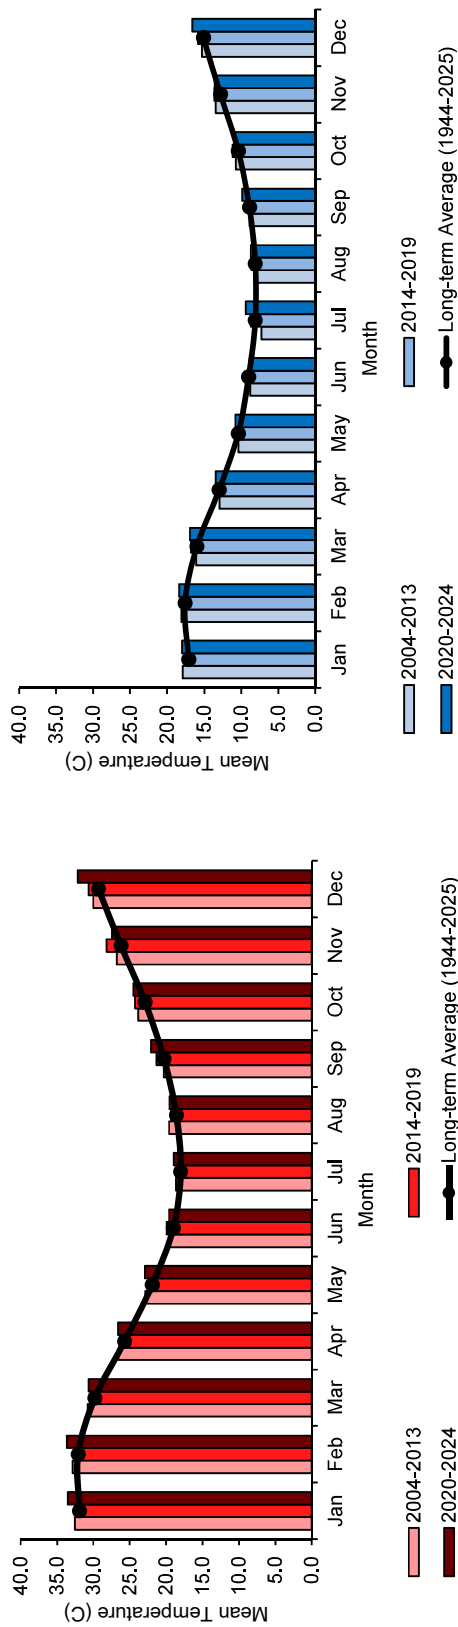 40.0
35.0
30.0
25.0
20.0
15.0
10.0
5.0
0.0
Mean Temperature (C)
Jan Feb Mar Apr May Jun Jul Aug Sep Oct Nov Dec
Month
2004-2013 2014-2019
2020-2024 Long-term Average (1944-2025)
40.0
35.0
30.0
25.0
20.0
15.0
10.0
5.0
0.0
Mean Temperature (C)
Jan Feb Mar Apr May Jun Jul Aug Sep Oct Nov Dec
Month
2004-2013 2014-2019
2020-2024 Long-term Average (1944-2025)